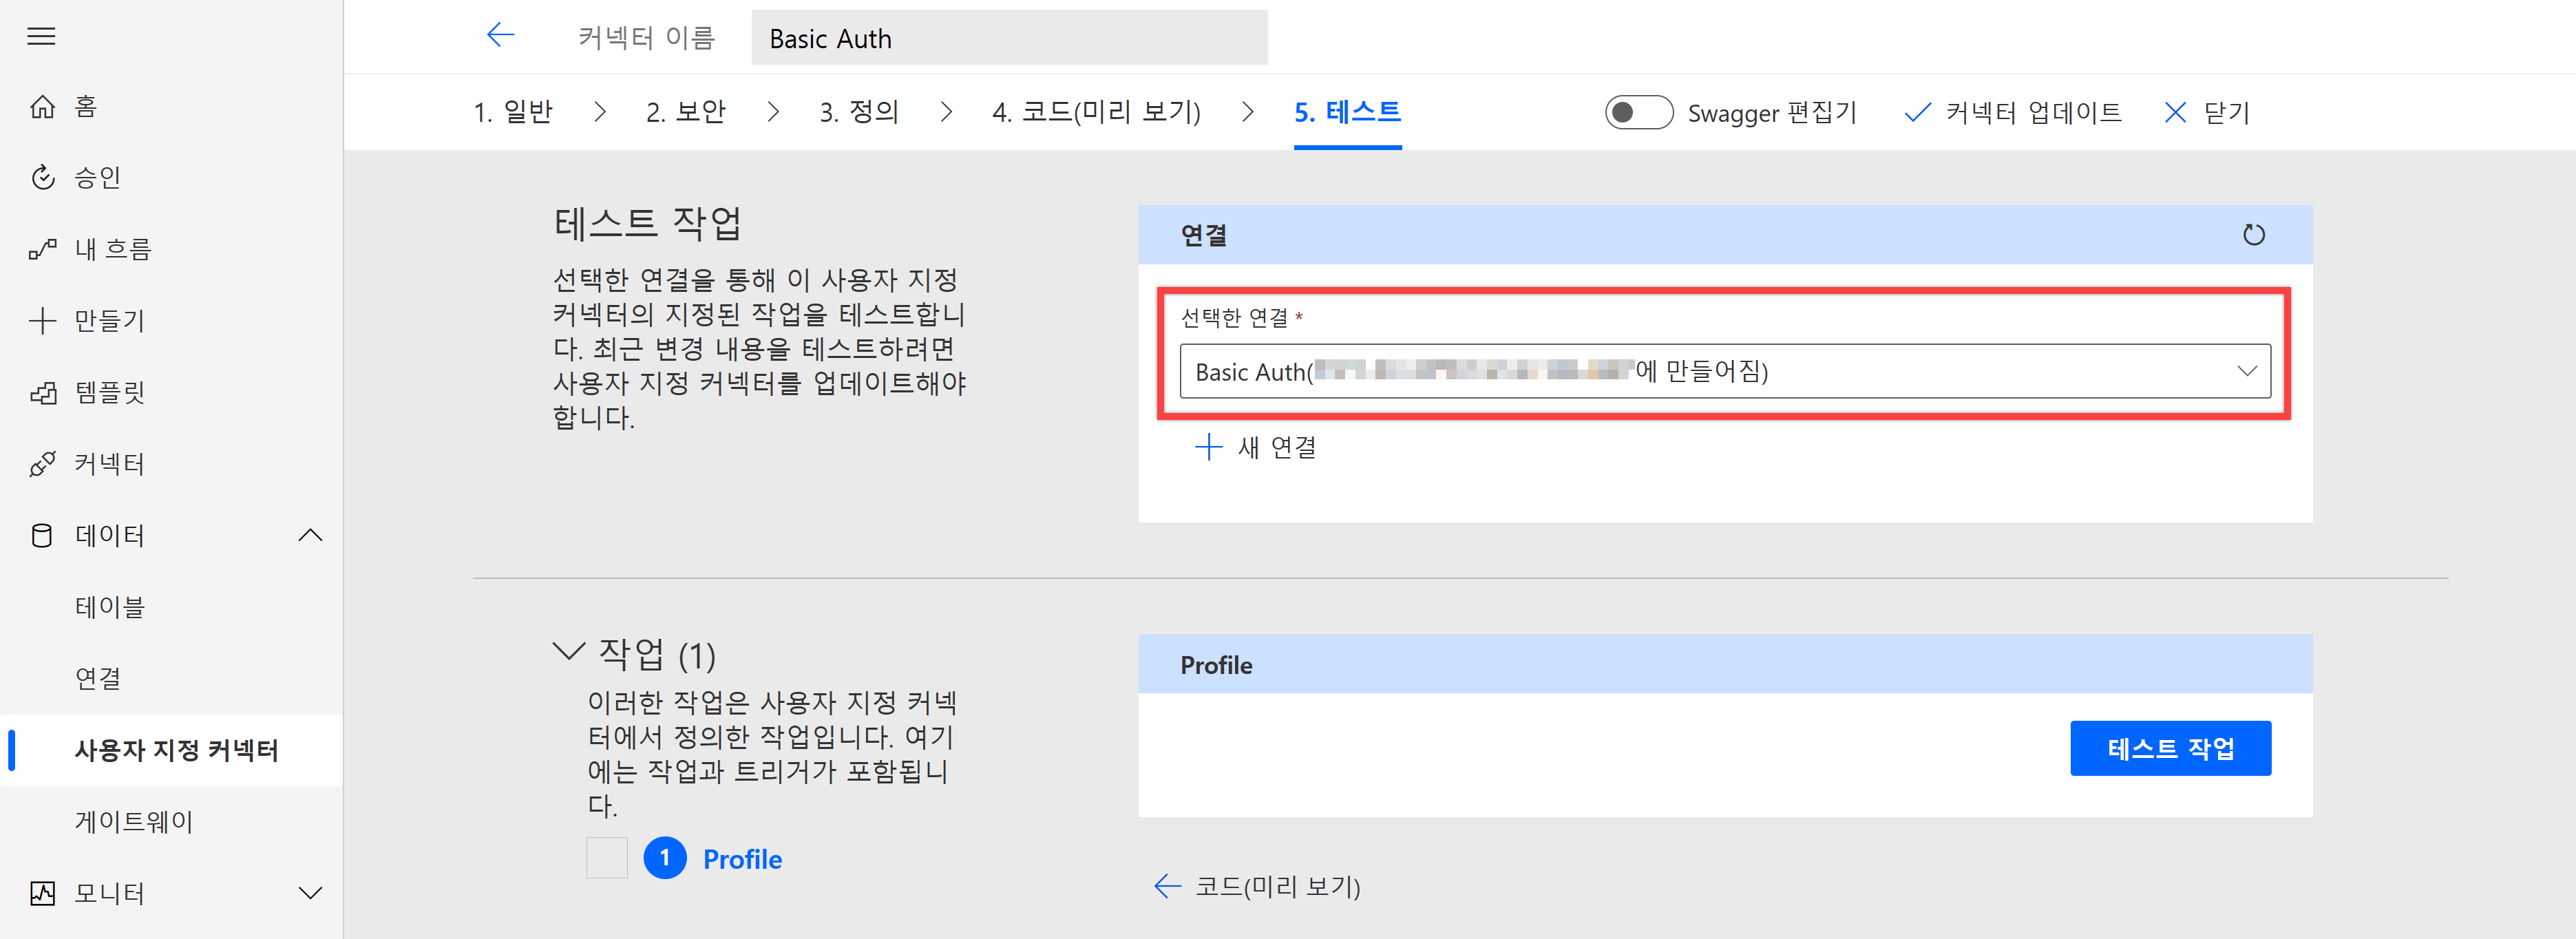 커넥터 이름
Basic Auth
1. 일반
2. 보안
3. 정의
4. 코드(미리 보기)
5. 테스트
Swagger 편집기
커넥터 업데이트
닫기
홈
승인
내 흐름
만들기
템플릿
커넥터
데이터
테이블
연결
사용자 지정 커넥터
게이트웨이
모니터
테스트 작업
선택한 연결을 통해 이 사용자 지정
커넥터의 지정된 작업을 테스트합니
다. 최근 변경 내용을 테스트하려면
사용자 지정 커넥터를 업데이트해야
합니다.
연결
선택한 연결 *
Basic Auth(에 만들어짐)
새 연결
작업 (1)
이러한 작업은 사용자 지정 커넥
터에서 정의한 작업입니다. 여기
에는 작업과 트리거가 포함됩니
다.
1 Profile
Profile
테스트 작업
코드(미리 보기)